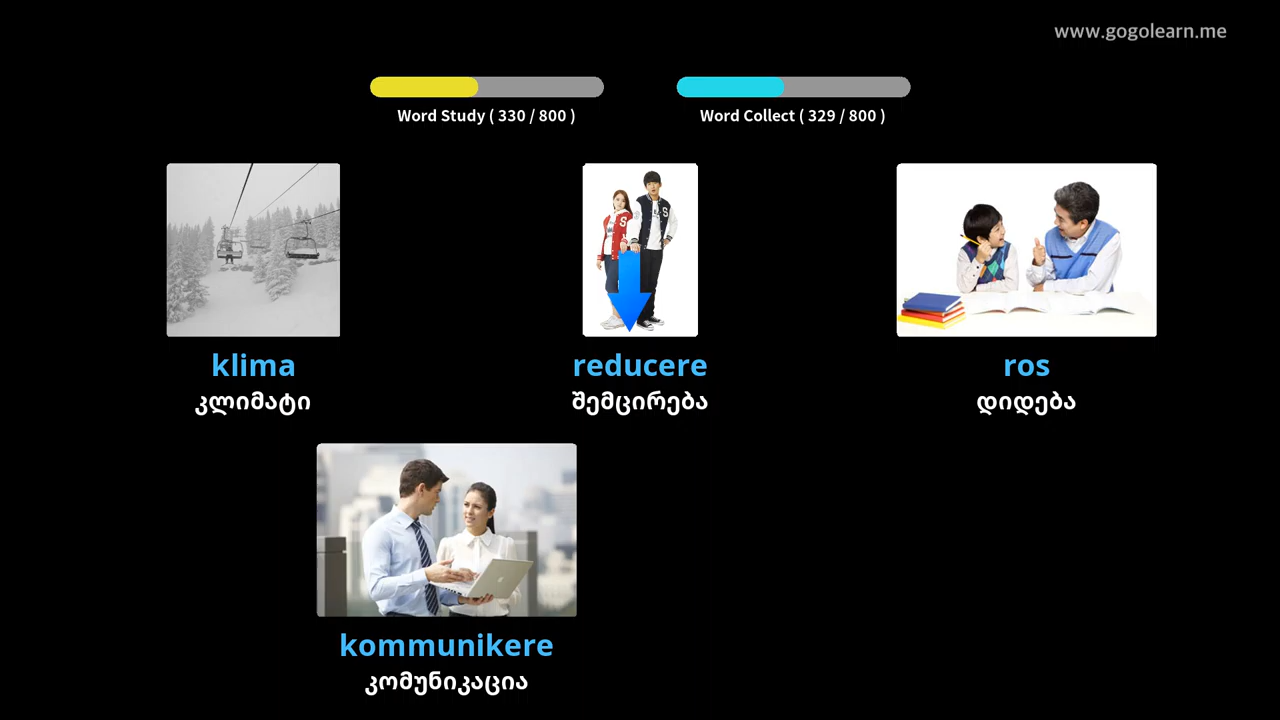 www.gogolearn.me
Word Study ( 330 / 800 )
Word Collect ( 329 / 800 )
klima
კლიმატი
reducere
შემცირება
ros
დიდება
kommunikere
კომუნიკაცია